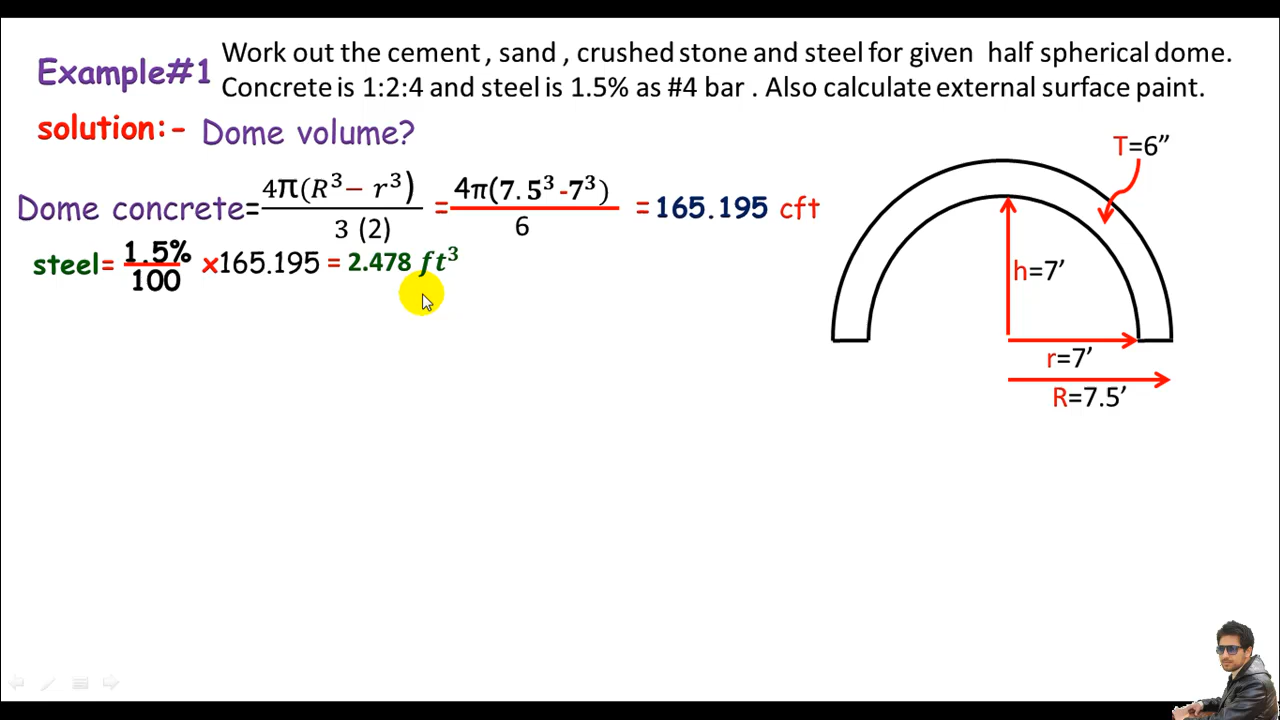 Example#1 Work out the cement , sand , crushed stone and steel for given half spherical dome.
Concrete is 1:2:4 and steel is 1.5% as #4 bar . Also calculate external surface paint.
solution:- Dome volume?
T=6”
Dome concrete= 4π(R³− r³) / 3 (2) = 4π(7.5³-7³) / 6 = 165.195 cft
steel= 1.5% / 100 x165.195 = 2.478 ft³
h=7’
r=7’
R=7.5’